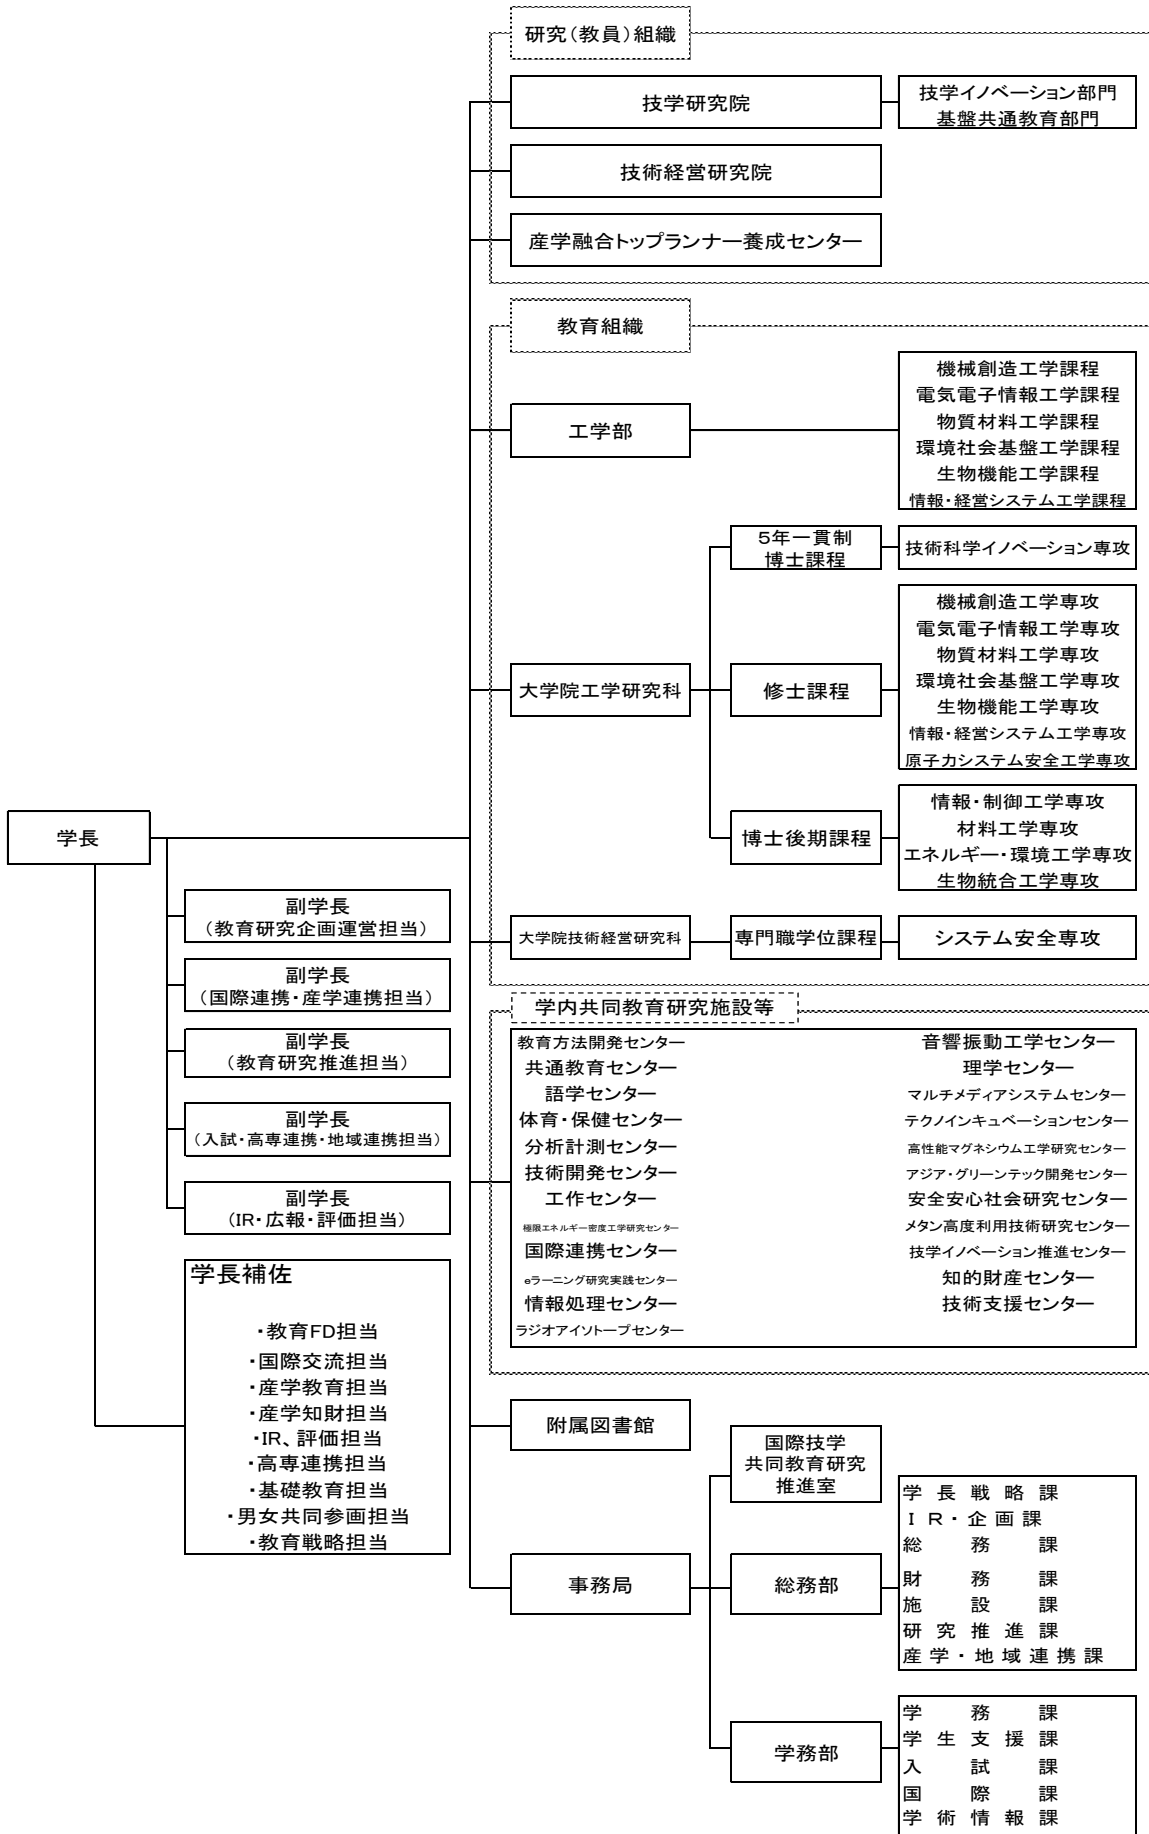 研究(教員)組織
技学研究院
技学イノベーション部門
基盤共通教育部門
技術経営研究院
産学融合トップランナー養成センター
教育組織
工学部
機械創造工学課程
電気電子情報工学課程
物質材料工学課程
環境社会基盤工学課程
生物機能工学課程
情報・経営システム工学課程
大学院工学研究科
5年一貫制
博士課程
技術科学イノベーション専攻
修士課程
機械創造工学専攻
電気電子情報工学専攻
物質材料工学専攻
環境社会基盤工学専攻
生物機能工学専攻
情報・経営システム工学専攻
原子力システム安全工学専攻
博士後期課程
情報・制御工学専攻
材料工学専攻
エネルギー・環境工学専攻
生物統合工学専攻
大学院技術経営研究科
専門職学位課程
システム安全専攻
学長
副学長
(教育研究企画運営担当)
副学長
(国際連携・産学連携担当)
副学長
(教育研究推進担当)
副学長
(入試・高専連携・地域連携担当)
副学長
(IR・広報・評価担当)
学長補佐
・教育FD担当
・国際交流担当
・産学教育担当
・産学知財担当
・IR、評価担当
・高専連携担当
・基礎教育担当
・男女共同参画担当
・教育戦略担当
学内共同教育研究施設等
教育方法開発センター
共通教育センター
語学センター
体育・保健センター
分析計測センター
技術開発センター
工作センター
極限エネルギー密度工学研究センター
国際連携センター
eラーニング研究実践センター
情報処理センター
ラジオアイソトープセンター
音響振動工学センター
理学センター
マルチメディアシステムセンター
テクノインキュベーションセンター
高性能マグネシウム工学研究センター
アジア・グリーンテック開発センター
安全安心社会研究センター
メタン高度利用技術研究センター
技学イノベーション推進センター
知的財産センター
技術支援センター
附属図書館
事務局
国際技学
共同教育研究
推進室
総務部
学長戦略課
IR・企画課
総務課
財務課
施設課
研究推進課
産学・地域連携課
学務部
学務課
学生支援課
入試課
国際課
学術情報課